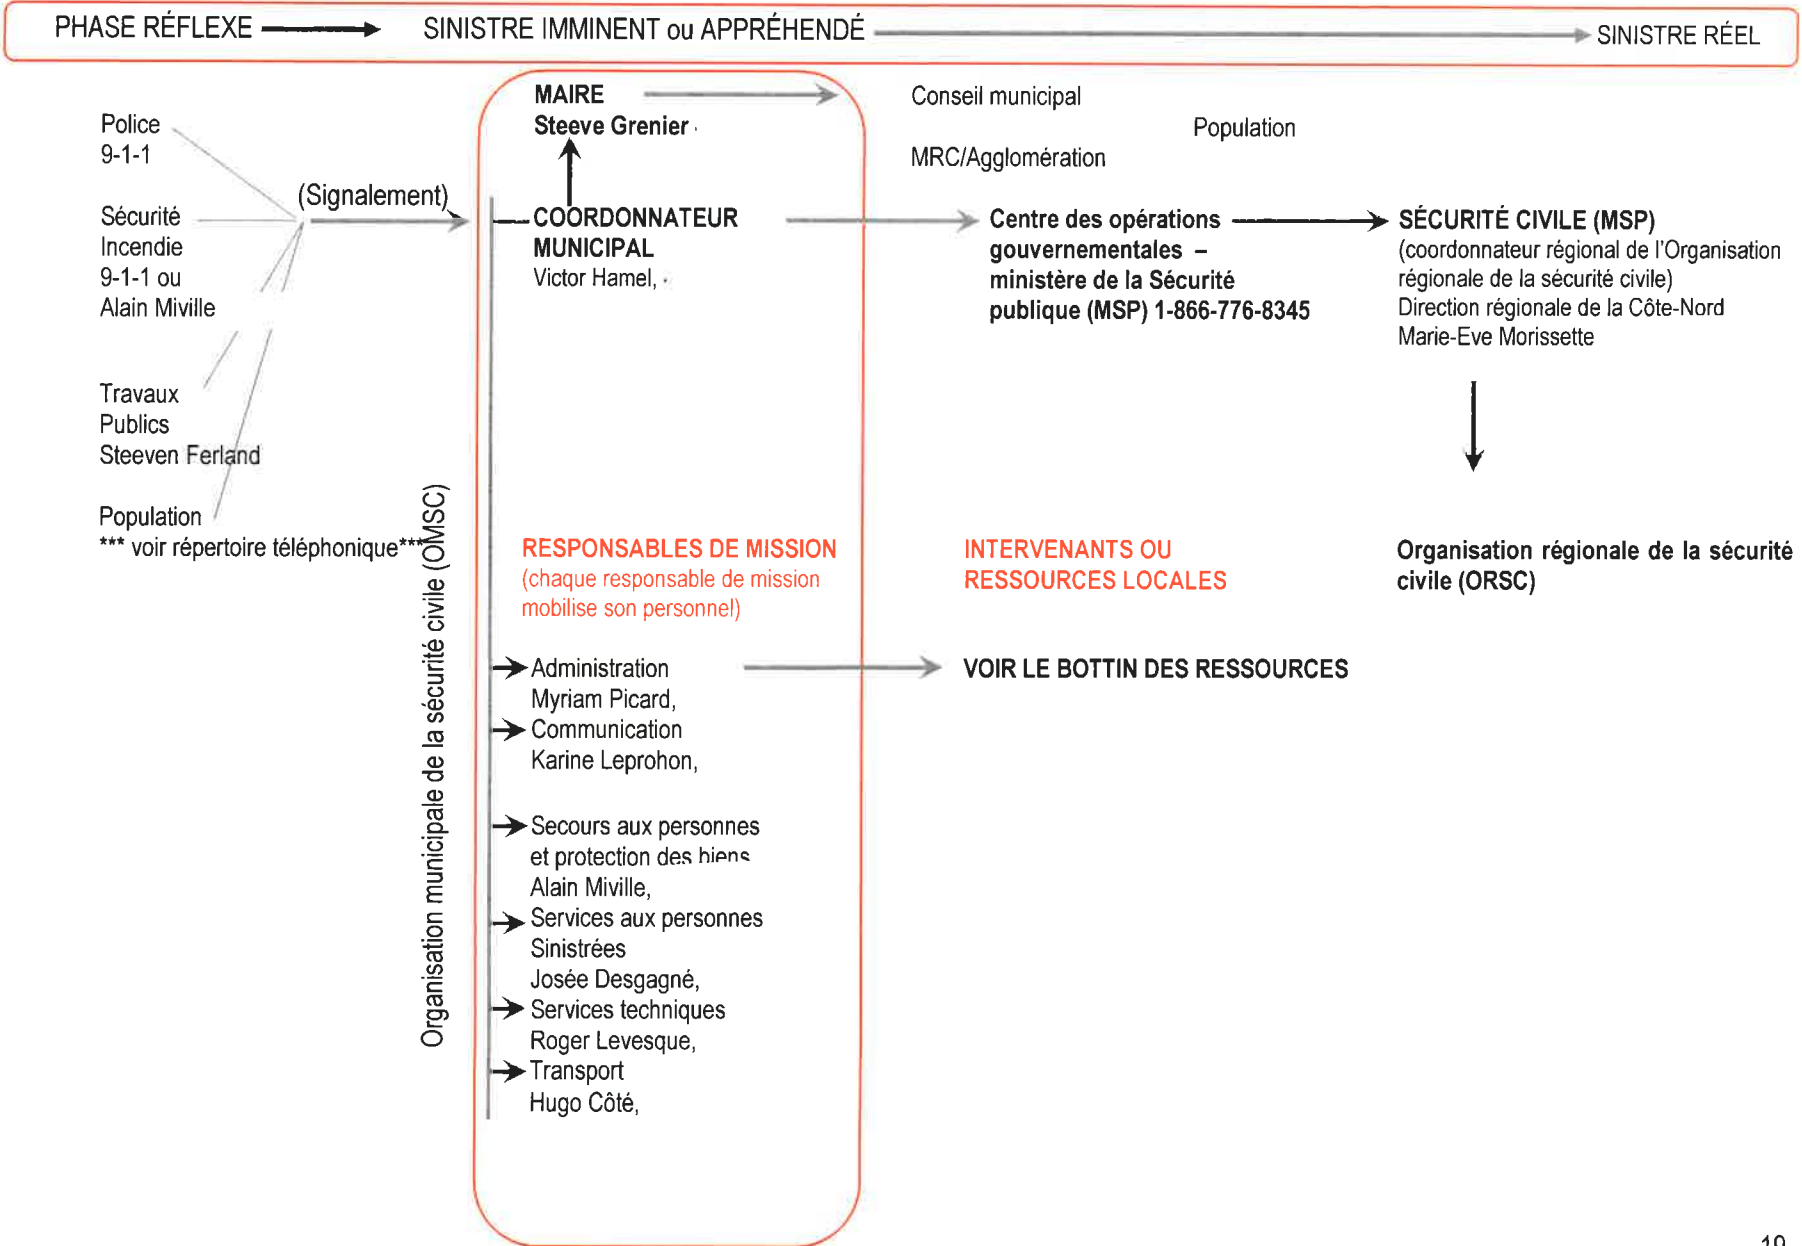 PHASE RÉFLEXE
SINISTRE IMMINENT ou APPRÉHENDÉ
SINISTRE RÉEL
Police
9-1-1
Sécurité
Incendie
9-1-1 ou
Alain Miville
Travaux
Publics
Steeven Ferland
Population
*** voir répertoire téléphonique***
(Signalement)
Organisation municipale de la sécurité civile (OMSC)
MAIRE
Steeve Grenier
COORDONNATEUR
MUNICIPAL
Victor Hamel,
RESPONSABLES DE MISSION
(chaque responsable de mission
mobilise son personnel)
Administration
Myriam Picard,
Communication
Karine Leprohon,
Secours aux personnes
et protection des biens
Alain Miville,
Services aux personnes
Sinistrées
Josée Desgagné,
Services techniques
Roger Levesque,
Transport
Hugo Côté,
Conseil municipal
Population
MRC/Agglomération
Centre des opérations
gouvernementales –
ministère de la Sécurité
publique (MSP) 1-866-776-8345
INTERVENANTS OU
RESSOURCES LOCALES
VOIR LE BOTTIN DES RESSOURCES
SÉCURITÉ CIVILE (MSP)
(coordonnateur régional de l'Organisation
régionale de la sécurité civile)
Direction régionale de la Côte-Nord
Marie-Eve Morissette
Organisation régionale de la sécurité
civile (ORSC)